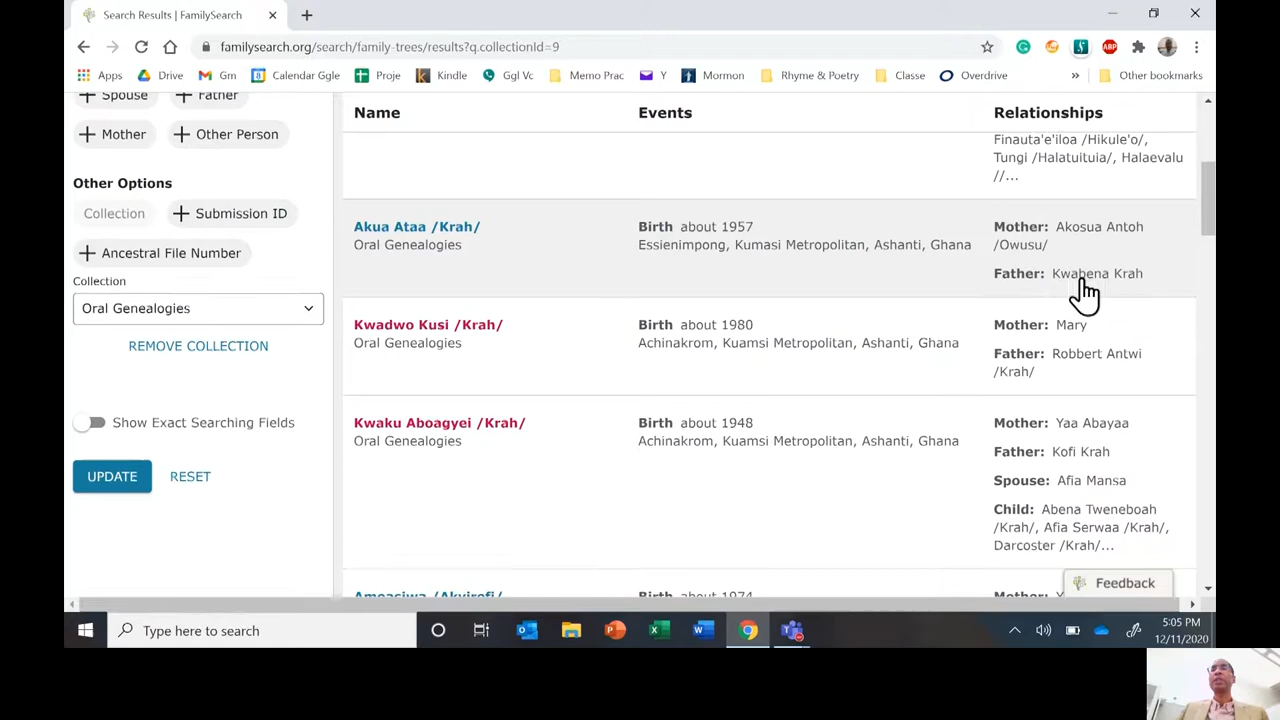 Search Results | FamilySearch
familysearch.org/search/family-trees/results?q.collectionId=9
Apps Drive Gm Calendar Ggle Proje Kindle Ggl Vc Memo Prac Y Mormon Rhyme & Poetry Classe Overdrive » Other bookmarks
Spouse Father
Mother Other Person
Other Options
Collection Submission ID
Ancestral File Number
Collection
Oral Genealogies
REMOVE COLLECTION
Show Exact Searching Fields
UPDATE RESET
Name Events Relationships
Finauta'e'iloa /Hikule'o/,
Tungi /Halatuituia/, Halaevalu
//...
Akua Ataa /Krah/ Birth about 1957 Mother: Akosua Antoh
Oral Genealogies Essienimpong, Kumasi Metropolitan, Ashanti, Ghana /Owusu/
Father: Kwabena Krah
Kwadwo Kusi /Krah/ Birth about 1980 Mother: Mary
Oral Genealogies Achinakrom, Kuamsi Metropolitan, Ashanti, Ghana
Father: Robbert Antwi
/Krah/
Kwaku Aboagyei /Krah/ Birth about 1948 Mother: Yaa Abayaa
Oral Genealogies Achinakrom, Kuamsi Metropolitan, Ashanti, Ghana
Father: Kofi Krah
Spouse: Afia Mansa
Child: Abena Tweneboah
/Krah/, Afia Serwaa /Krah/,
Darcoster /Krah/...
Feedback
Ameasiwa /Akyirefi/ Birth about 1974 Mother:
Type here to search
5:05 PM
12/11/2020